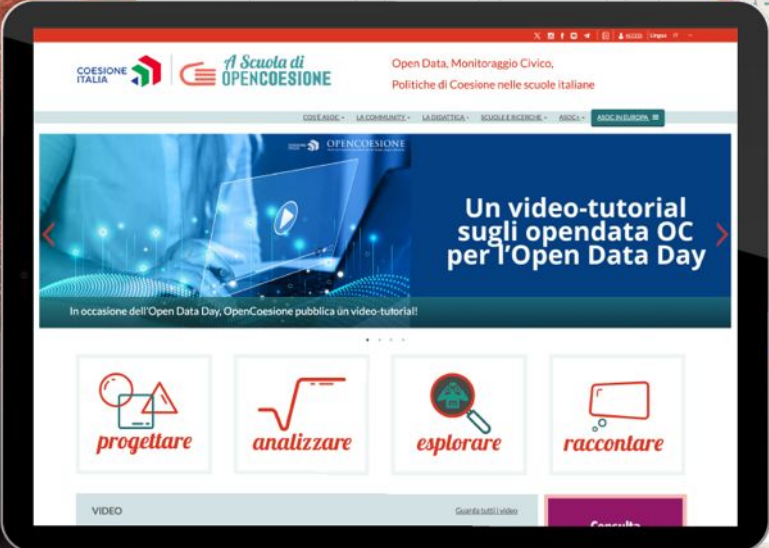 ACCEDI Lingua IT
COESIONE
ITALIA
A Scuola di
OPENCOESIONE
Open Data, Monitoraggio Civico,
Politiche di Coesione nelle scuole italiane
COS'È ASOC
LA COMMUNITY
LA DIDATTICA
SCUOLE E RICERCHE
ASOC+
ASOC IN EUROPA
OPENCOESIONE
Un video-tutorial
sugli opendata OC
per l'Open Data Day
In occasione dell'Open Data Day, OpenCoesione pubblica un video-tutorial!
progettare
analizzare
esplorare
raccontare
VIDEO
Guarda tutti i video
Consulta